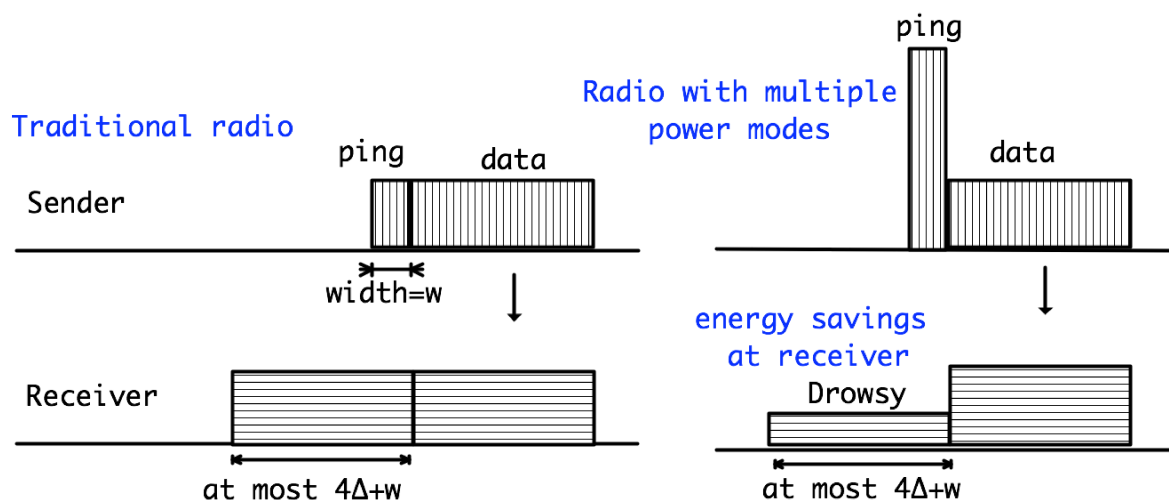 Traditional radio
ping
data
Sender
width=w
Receiver
at most 4Δ+w
ping
Radio with multiple
power modes
data
energy savings
at receiver
Drowsy
at most 4Δ+w